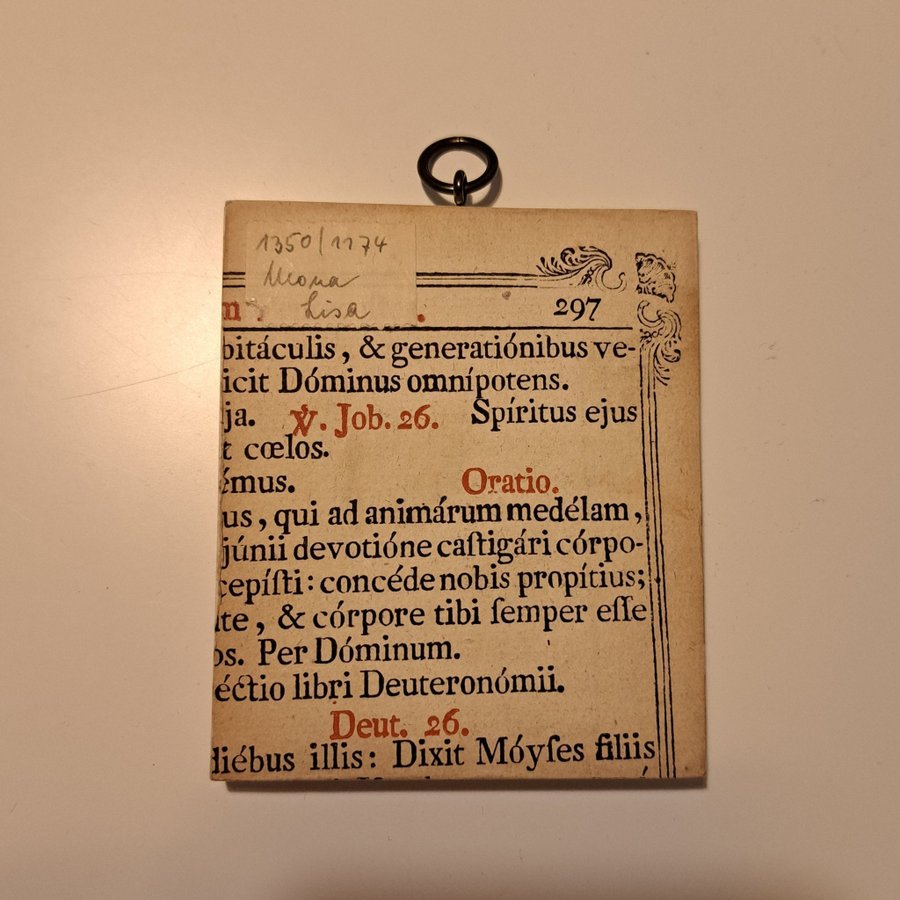 1350/1174
Mona
Lisa
297
bitáculis, & generatiónibus ve-
icit Dóminus omnípotens.
ja. ℣. Job. 26. Spíritus ejus
t cœlos.
émus. Oratio.
us, qui ad animárum medélam,
júnii devotióne caſtigári córpo-
cepíſti: concéde nobis propítius;
te, & córpore tibi ſemper eſſe
os. Per Dóminum.
éctio libri Deuteronómii.
Deut. 26.
diébus illis: Dixit Móyſes filiis